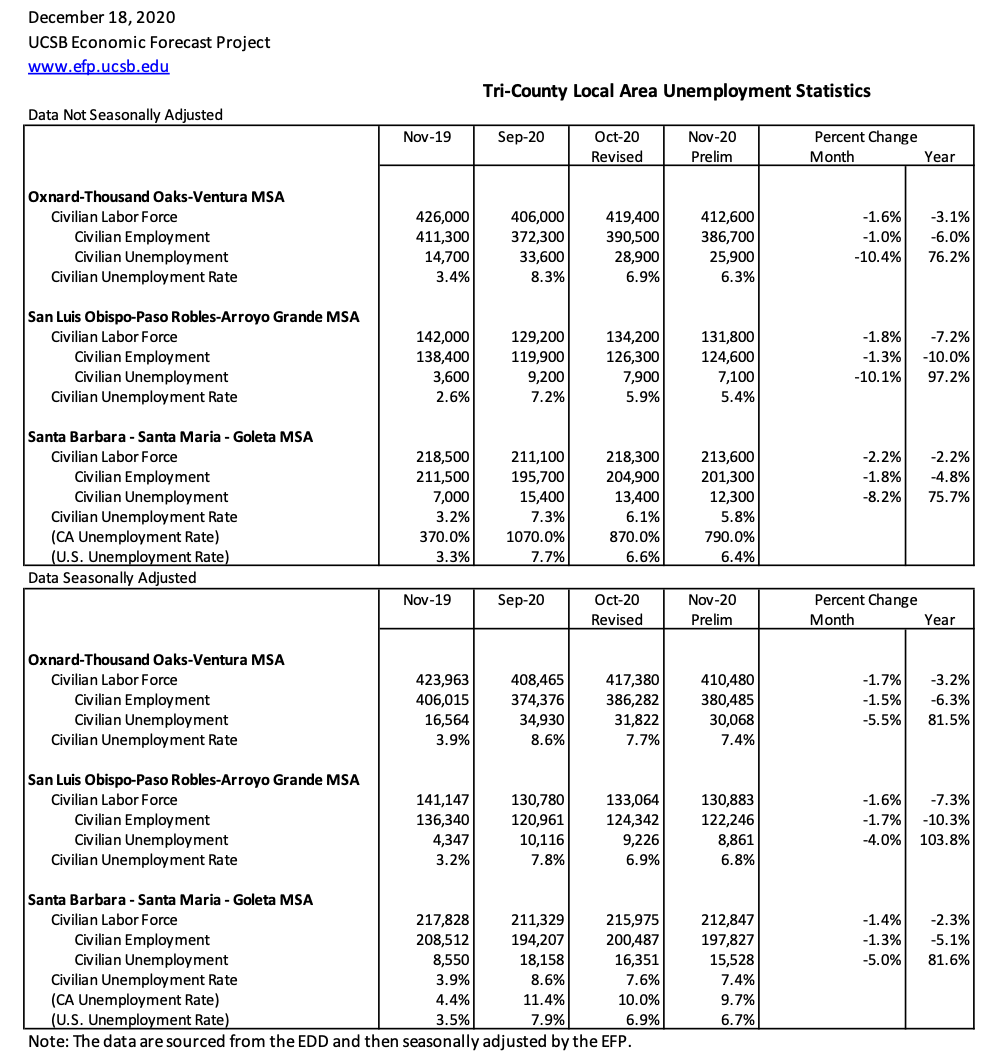 December 18, 2020
UCSB Economic Forecast Project
www.efp.ucsb.edu
Tri-County Local Area Unemployment Statistics
Data Not Seasonally Adjusted
Nov-19 Sep-20 Oct-20 Nov-20 Percent Change
Revised Prelim Month Year
Oxnard-Thousand Oaks-Ventura MSA
Civilian Labor Force 426,000 406,000 419,400 412,600 -1.6% -3.1%
Civilian Employment 411,300 372,300 390,500 386,700 -1.0% -6.0%
Civilian Unemployment 14,700 33,600 28,900 25,900 -10.4% 76.2%
Civilian Unemployment Rate 3.4% 8.3% 6.9% 6.3%
San Luis Obispo-Paso Robles-Arroyo Grande MSA
Civilian Labor Force 142,000 129,200 134,200 131,800 -1.8% -7.2%
Civilian Employment 138,400 119,900 126,300 124,600 -1.3% -10.0%
Civilian Unemployment 3,600 9,200 7,900 7,100 -10.1% 97.2%
Civilian Unemployment Rate 2.6% 7.2% 5.9% 5.4%
Santa Barbara - Santa Maria - Goleta MSA
Civilian Labor Force 218,500 211,100 218,300 213,600 -2.2% -2.2%
Civilian Employment 211,500 195,700 204,900 201,300 -1.8% -4.8%
Civilian Unemployment 7,000 15,400 13,400 12,300 -8.2% 75.7%
Civilian Unemployment Rate 3.2% 7.3% 6.1% 5.8%
(CA Unemployment Rate) 370.0% 1070.0% 870.0% 790.0%
(U.S. Unemployment Rate) 3.3% 7.7% 6.6% 6.4%
Data Seasonally Adjusted
Nov-19 Sep-20 Oct-20 Nov-20 Percent Change
Revised Prelim Month Year
Oxnard-Thousand Oaks-Ventura MSA
Civilian Labor Force 423,963 408,465 417,380 410,480 -1.7% -3.2%
Civilian Employment 406,015 374,376 386,282 380,485 -1.5% -6.3%
Civilian Unemployment 16,564 34,930 31,822 30,068 -5.5% 81.5%
Civilian Unemployment Rate 3.9% 8.6% 7.7% 7.4%
San Luis Obispo-Paso Robles-Arroyo Grande MSA
Civilian Labor Force 141,147 130,780 133,064 130,883 -1.6% -7.3%
Civilian Employment 136,340 120,961 124,342 122,246 -1.7% -10.3%
Civilian Unemployment 4,347 10,116 9,226 8,861 -4.0% 103.8%
Civilian Unemployment Rate 3.2% 7.8% 6.9% 6.8%
Santa Barbara - Santa Maria - Goleta MSA
Civilian Labor Force 217,828 211,329 215,975 212,847 -1.4% -2.3%
Civilian Employment 208,512 194,207 200,487 197,827 -1.3% -5.1%
Civilian Unemployment 8,550 18,158 16,351 15,528 -5.0% 81.6%
Civilian Unemployment Rate 3.9% 8.6% 7.6% 7.4%
(CA Unemployment Rate) 4.4% 11.4% 10.0% 9.7%
(U.S. Unemployment Rate) 3.5% 7.9% 6.9% 6.7%
Note: The data are sourced from the EDD and then seasonally adjusted by the EFP.